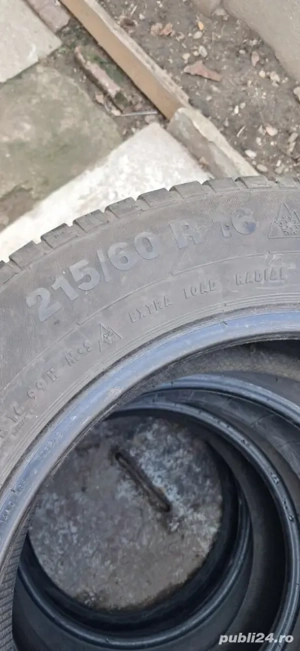 215/60 R 16
M+S EXTRA LOAD RADIAL
publi24.ro